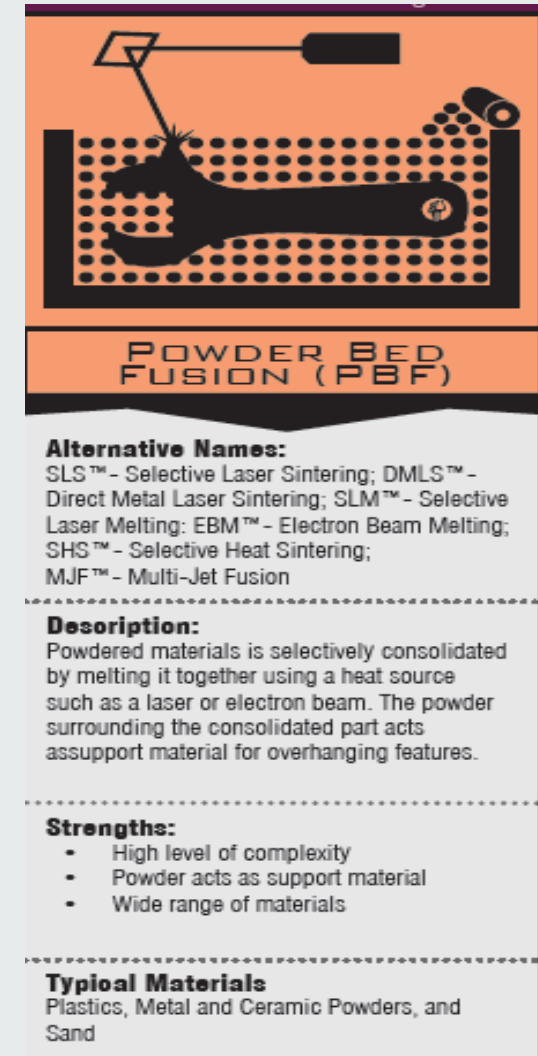 POWDER BED
FUSION (PBF)
Alternative Names:
SLS™- Selective Laser Sintering; DMLS™-
Direct Metal Laser Sintering; SLM™- Selective
Laser Melting: EBM™- Electron Beam Melting;
SHS™- Selective Heat Sintering;
MJF™- Multi-Jet Fusion
Description:
Powdered materials is selectively consolidated
by melting it together using a heat source
such as a laser or electron beam. The powder
surrounding the consolidated part acts
assupport material for overhanging features.
Strengths:
• High level of complexity
• Powder acts as support material
• Wide range of materials
Typical Materials
Plastics, Metal and Ceramic Powders, and
Sand